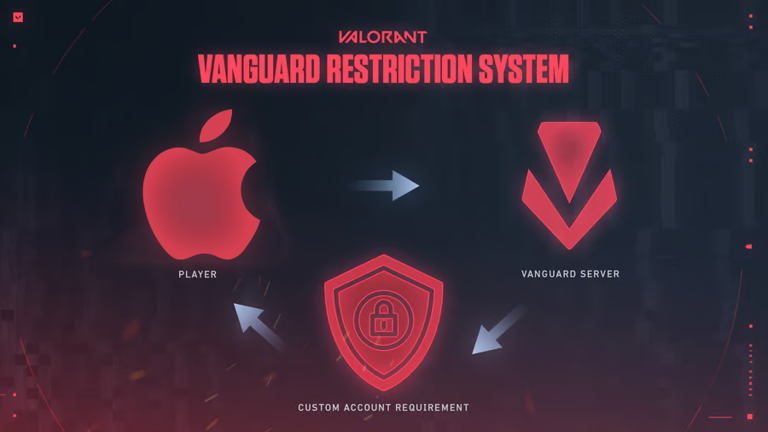 VALORANT
VANGUARD RESTRICTION SYSTEM
PLAYER
VANGUARD SERVER
CUSTOM ACCOUNT REQUIREMENT